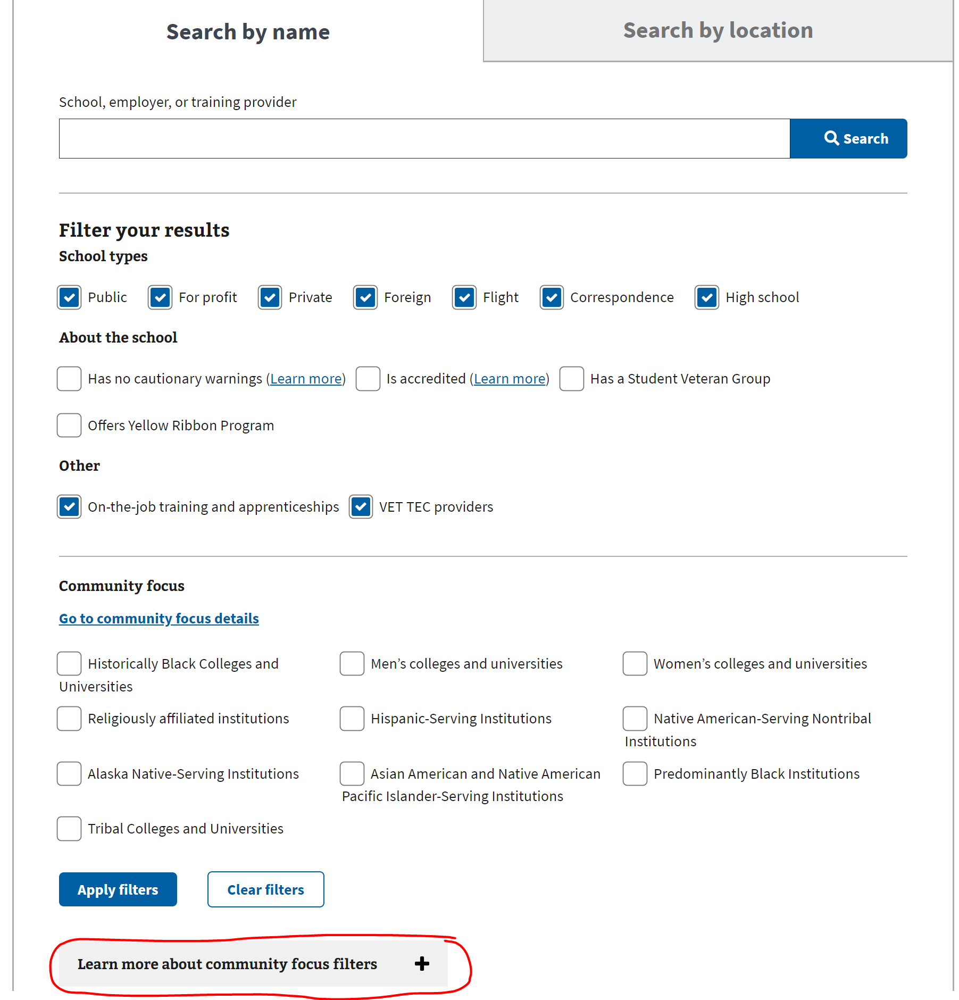 Search by name
Search by location
School, employer, or training provider
Search
Filter your results
School types
Public
For profit
Private
Foreign
Flight
Correspondence
High school
About the school
Has no cautionary warnings (Learn more)
Is accredited (Learn more)
Has a Student Veteran Group
Offers Yellow Ribbon Program
Other
On-the-job training and apprenticeships
VET TEC providers
Community focus
Go to community focus details
Historically Black Colleges and
Universities
Men’s colleges and universities
Women’s colleges and universities
Religiously affiliated institutions
Hispanic-Serving Institutions
Native American-Serving Nontribal
Institutions
Alaska Native-Serving Institutions
Asian American and Native American
Pacific Islander-Serving Institutions
Predominantly Black Institutions
Tribal Colleges and Universities
Apply filters
Clear filters
Learn more about community focus filters